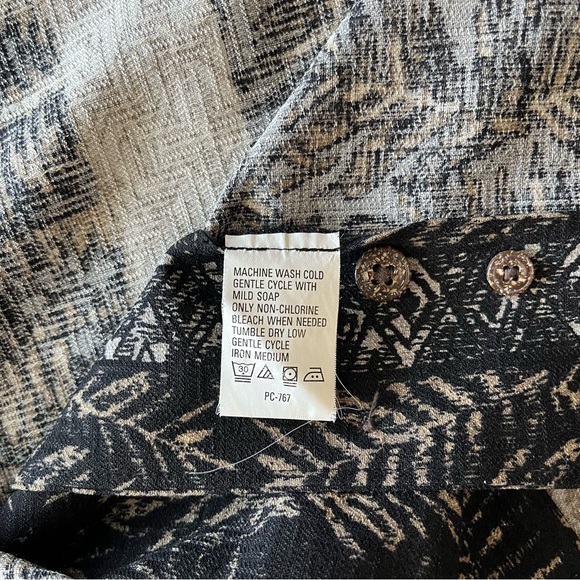 MACHINE WASH COLD
GENTLE CYCLE WITH
MILD SOAP
ONLY NON-CHLORINE
BLEACH WHEN NEEDED
TUMBLE DRY LOW
GENTLE CYCLE
IRON MEDIUM
30
PC-767